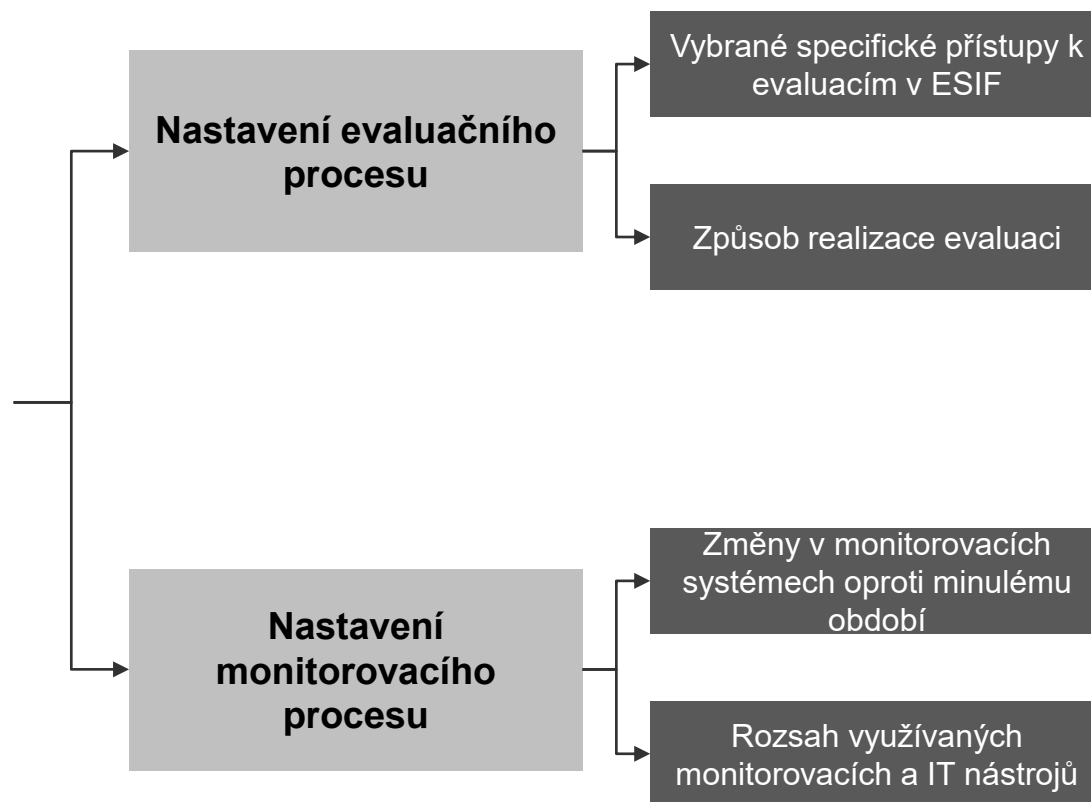 Vybrané specifické přístupy k
evaluacím v ESIF
Nastavení evaluačního
procesu
Způsob realizace evaluaci
Změny v monitorovacích
systémech oproti minulému
období
Nastavení
monitorovacího
procesu
Rozsah využívaných
monitorovacích a IT nástrojů